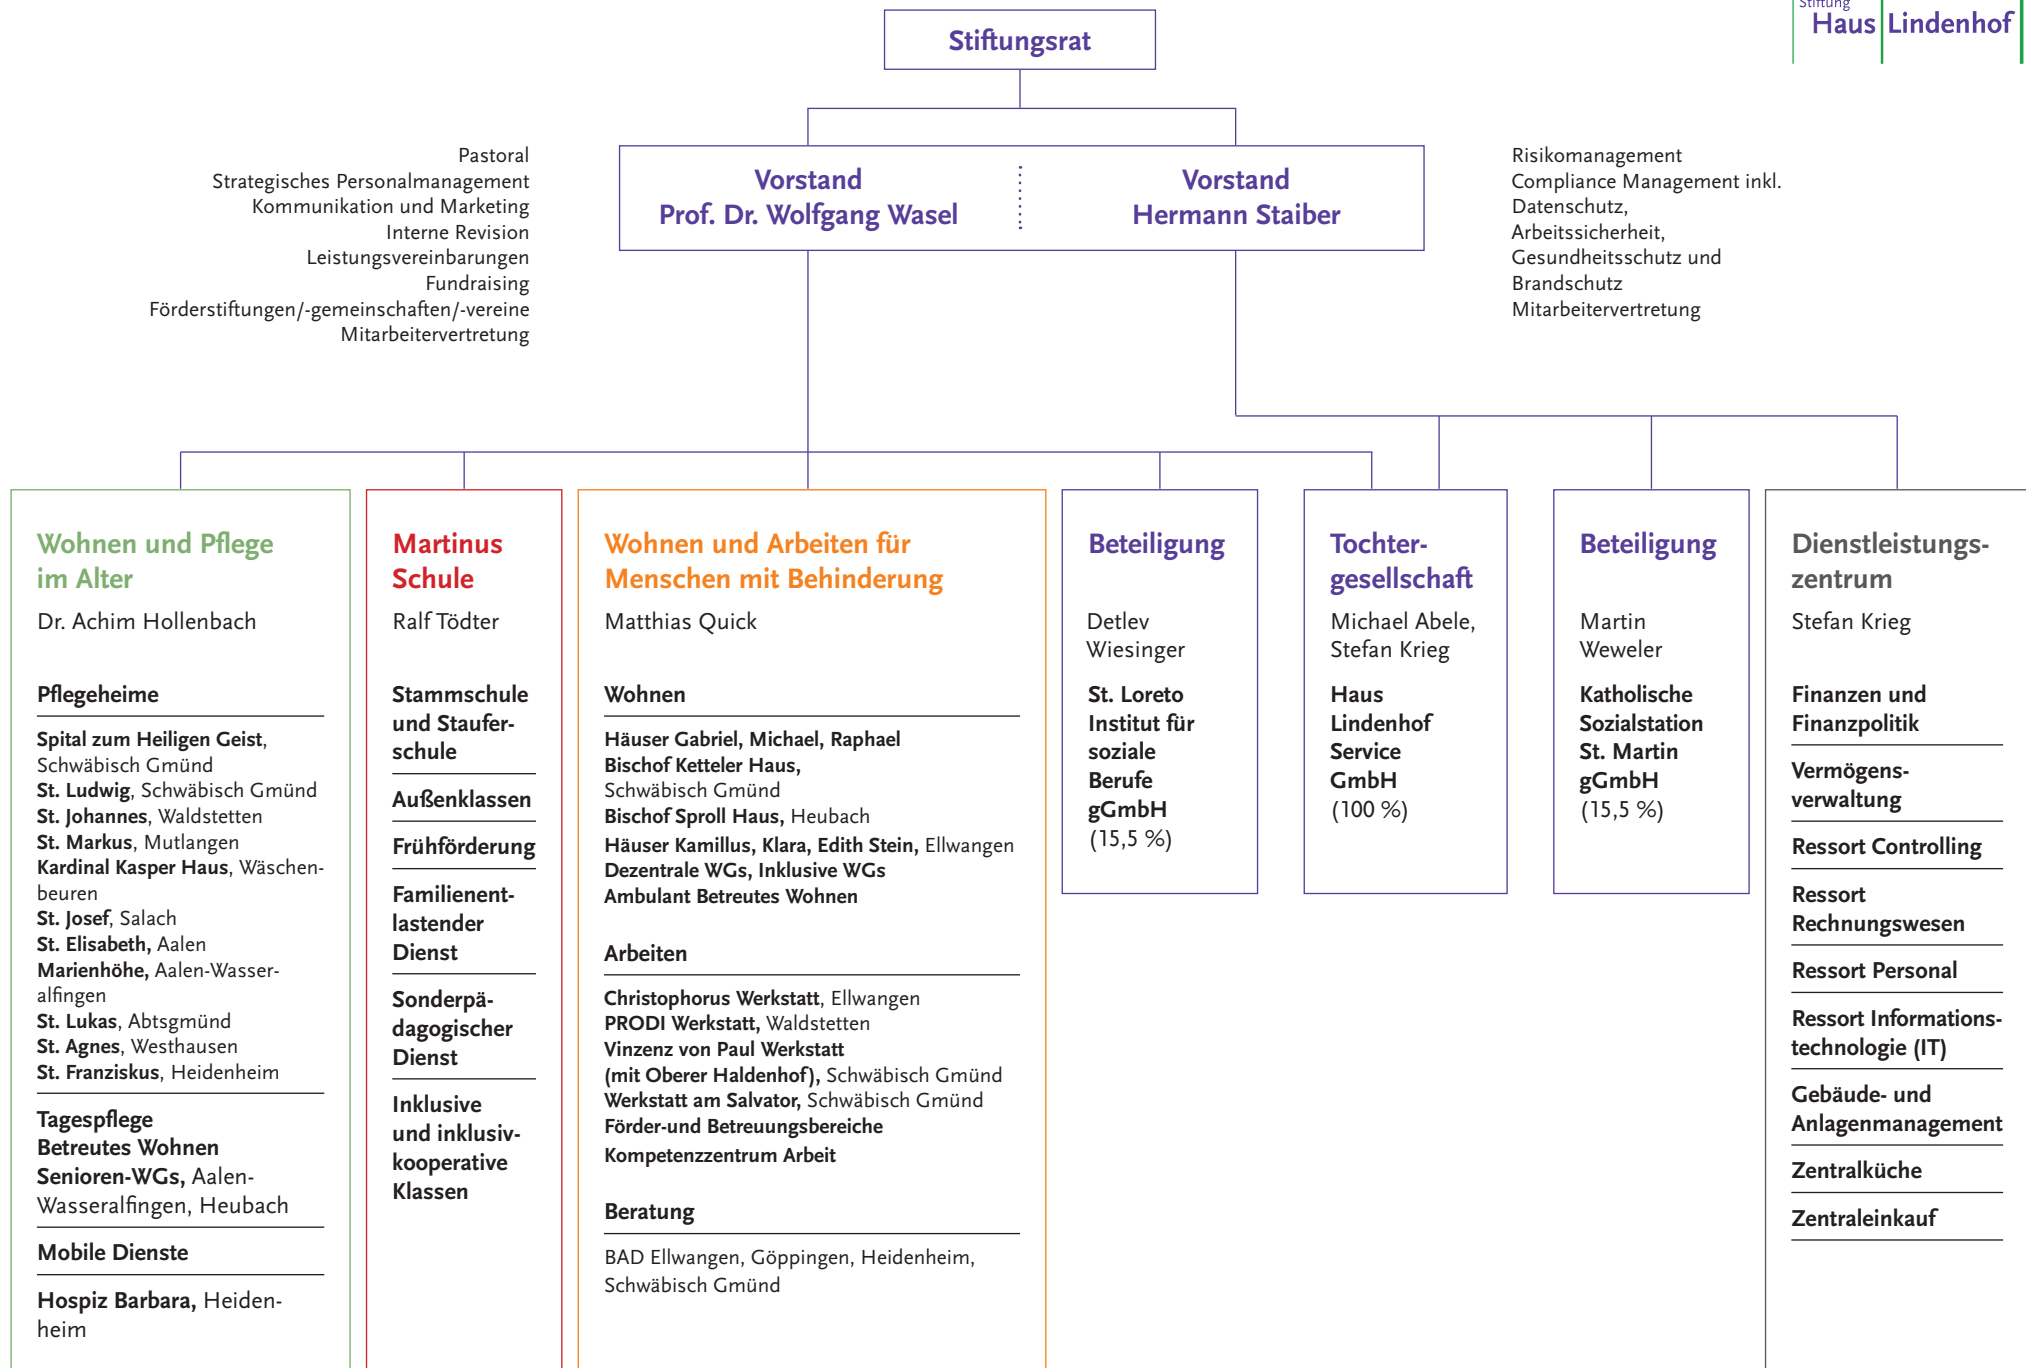 Stiftung
Haus Lindenhof
Stiftungsrat
Pastoral
Strategisches Personalmanagement
Kommunikation und Marketing
Interne Revision
Leistungsvereinbarungen
Fundraising
Förderstiftungen/-gemeinschaften/-vereine
Mitarbeitervertretung
Vorstand
Prof. Dr. Wolfgang Wasel
Vorstand
Hermann Staiber
Risikomanagement
Compliance Management inkl.
Datenschutz,
Arbeitssicherheit,
Gesundheitsschutz und
Brandschutz
Mitarbeitervertretung
Wohnen und Pflege
im Alter
Dr. Achim Hollenbach
Pflegeheime
Spital zum Heiligen Geist,
Schwäbisch Gmünd
St. Ludwig, Schwäbisch Gmünd
St. Johannes, Waldstetten
St. Markus, Mutlangen
Kardinal Kasper Haus, Wäschen-
beuren
St. Josef, Salach
St. Elisabeth, Aalen
Marienhöhe, Aalen-Wasser-
alfingen
St. Lukas, Abtsgmünd
St. Agnes, Westhausen
St. Franziskus, Heidenheim
Tagespflege
Betreutes Wohnen
Senioren-WGs, Aalen-
Wasseralfingen, Heubach
Mobile Dienste
Hospiz Barbara, Heiden-
heim
Martinus
Schule
Ralf Tödter
Stammschule
und Staufer-
schule
Außenklassen
Frühförderung
Familienent-
lastender
Dienst
Sonderpä-
dagogischer
Dienst
Inklusive
und inklusiv-
kooperative
Klassen
Wohnen und Arbeiten für
Menschen mit Behinderung
Matthias Quick
Wohnen
Häuser Gabriel, Michael, Raphael
Bischof Ketteler Haus,
Schwäbisch Gmünd
Bischof Sproll Haus, Heubach
Häuser Kamillus, Klara, Edith Stein, Ellwangen
Dezentrale WGs, Inklusive WGs
Ambulant Betreutes Wohnen
Arbeiten
Christophorus Werkstatt, Ellwangen
PRODI Werkstatt, Waldstetten
Vinzenz von Paul Werkstatt
(mit Oberer Haldenhof), Schwäbisch Gmünd
Werkstatt am Salvator, Schwäbisch Gmünd
Förder-und Betreuungsbereiche
Kompetenzzentrum Arbeit
Beratung
BAD Ellwangen, Göppingen, Heidenheim,
Schwäbisch Gmünd
Beteiligung
Detlev
Wiesinger
St. Loreto
Institut für
soziale
Berufe
gGmbH
(15,5 %)
Tochter-
gesellschaft
Michael Abele,
Stefan Krieg
Haus
Lindenhof
Service
GmbH
(100 %)
Beteiligung
Martin
Weweler
Katholische
Sozialstation
St. Martin
gGmbH
(15,5 %)
Dienstleistungs-
zentrum
Stefan Krieg
Finanzen und
Finanzpolitik
Vermögens-
verwaltung
Ressort Controlling
Ressort
Rechnungswesen
Ressort Personal
Ressort Informations-
technologie (IT)
Gebäude- und
Anlagenmanagement
Zentralküche
Zentraleinkauf